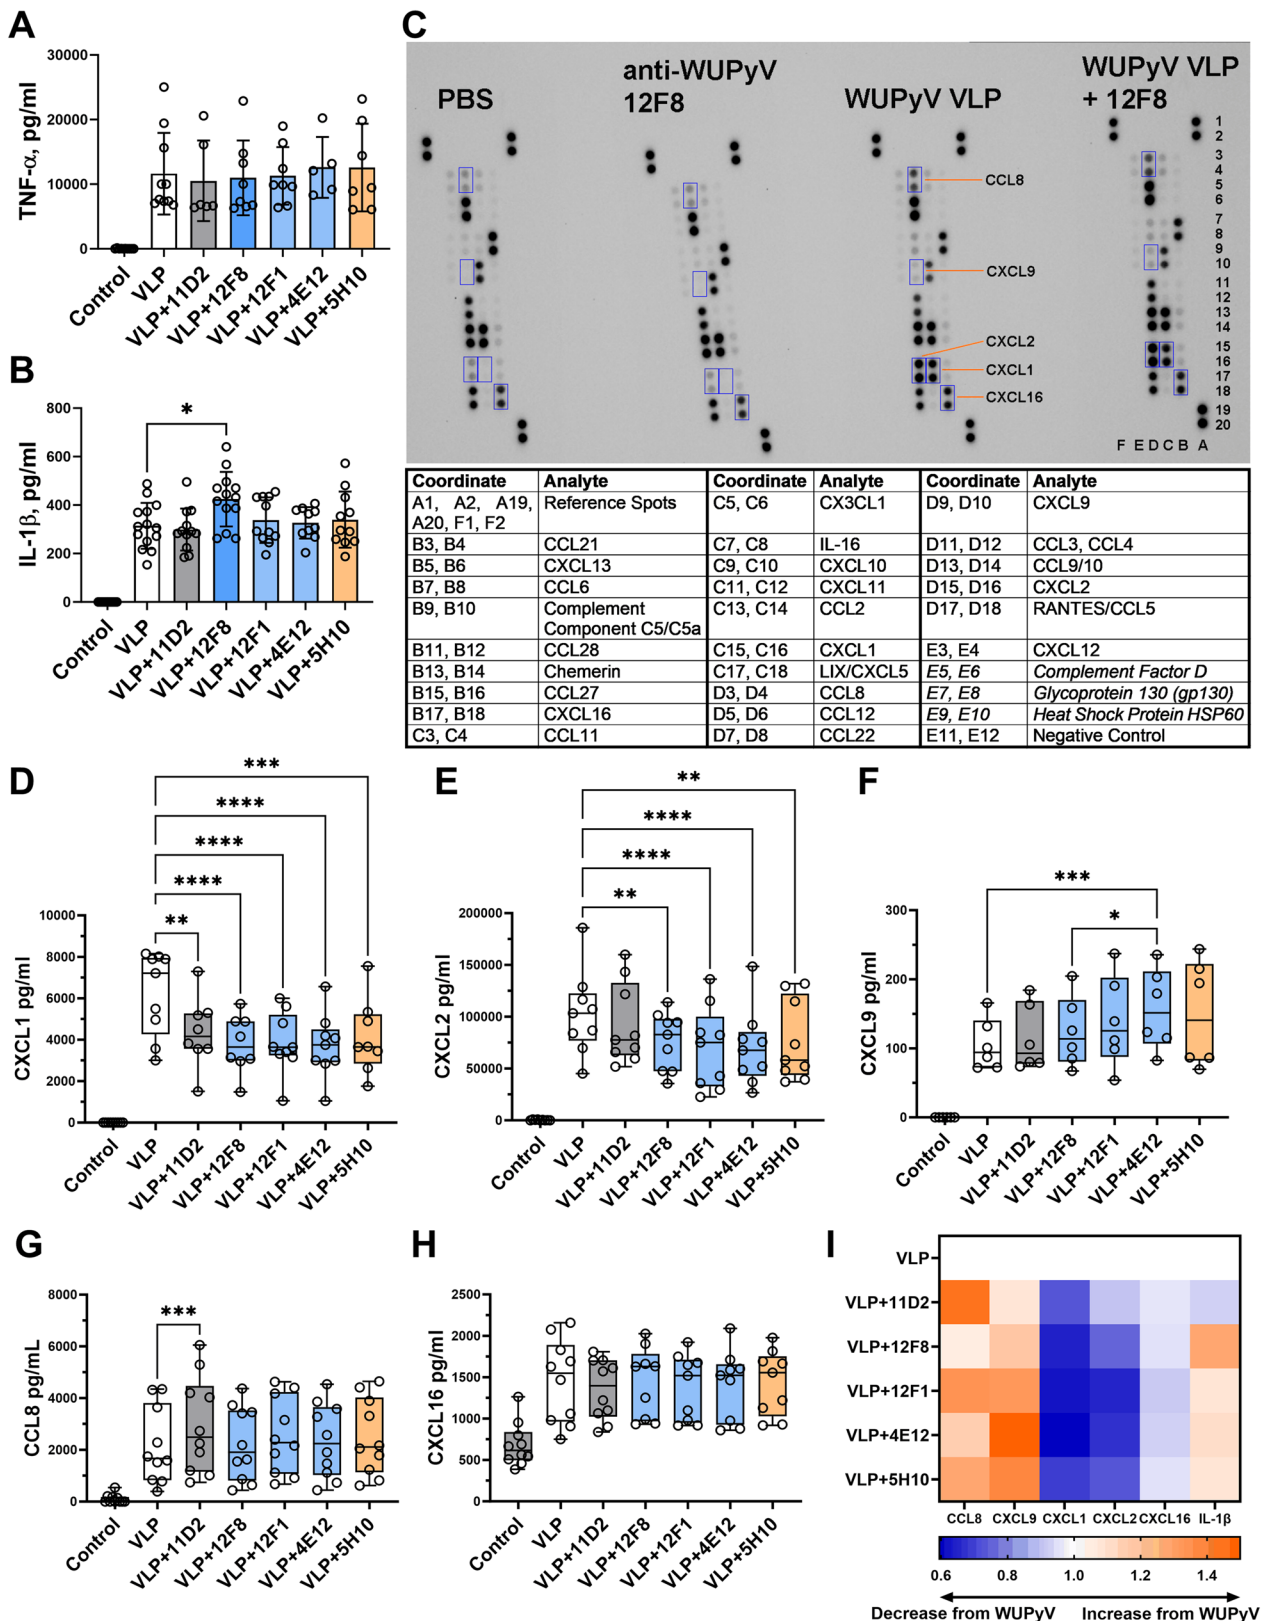 A
30000
20000
10000
0
TNF-α, pg/ml
Control
VLP
VLP+11D2
VLP+12F8
VLP+12F1
VLP+4E12
VLP+5H10
B
*
800
600
400
200
0
IL-1β, pg/ml
Control
VLP
VLP+11D2
VLP+12F8
VLP+12F1
VLP+4E12
VLP+5H10
C
PBS
anti-WUPyV
12F8
WUPyV VLP
WUPyV VLP
+ 12F8
CCL8
CXCL9
CXCL2
CXCL1
CXCL16
1
2
3
4
5
6
7
8
9
10
11
12
13
14
15
16
17
18
19
20
F E D C B A
Coordinate Analyte Coordinate Analyte Coordinate Analyte
A1, A2, A19, Reference Spots C5, C6 CX3CL1 D9, D10 CXCL9
A20, F1, F2
B3, B4 CCL21 C7, C8 IL-16 D11, D12 CCL3, CCL4
B5, B6 CXCL13 C9, C10 CXCL10 D13, D14 CCL9/10
B7, B8 CCL6 C11, C12 CXCL11 D15, D16 CXCL2
B9, B10 Complement C13, C14 CCL2 D17, D18 RANTES/CCL5
Component C5/C5a
B11, B12 CCL28 C15, C16 CXCL1 E3, E4 CXCL12
B13, B14 Chemerin C17, C18 LIX/CXCL5 E5, E6 Complement Factor D
B15, B16 CCL27 D3, D4 CCL8 E7, E8 Glycoprotein 130 (gp130)
B17, B18 CXCL16 D5, D6 CCL12 E9, E10 Heat Shock Protein HSP60
C3, C4 CCL11 D7, D8 CCL22 E11, E12 Negative Control
D
***
****
****
****
**
10000
8000
6000
4000
2000
0
CXCL1 pg/ml
Control
VLP
VLP+11D2
VLP+12F8
VLP+12F1
VLP+4E12
VLP+5H10
E
**
****
****
**
200000
150000
100000
50000
0
CXCL2 pg/ml
Control
VLP
VLP+11D2
VLP+12F8
VLP+12F1
VLP+4E12
VLP+5H10
F
***
*
300
200
100
0
CXCL9 pg/ml
Control
VLP
VLP+11D2
VLP+12F8
VLP+12F1
VLP+4E12
VLP+5H10
G
***
8000
6000
4000
2000
0
CCL8 pg/mL
Control
VLP
VLP+11D2
VLP+12F8
VLP+12F1
VLP+4E12
VLP+5H10
H
2500
2000
1500
1000
500
0
CXCL16 pg/ml
Control
VLP
VLP+11D2
VLP+12F8
VLP+12F1
VLP+4E12
VLP+5H10
I
VLP
VLP+11D2
VLP+12F8
VLP+12F1
VLP+4E12
VLP+5H10
CCL8 CXCL9 CXCL1 CXCL2 CXCL16 IL-1β
0.6 0.8 1.0 1.2 1.4
Decrease from WUPyV Increase from WUPyV